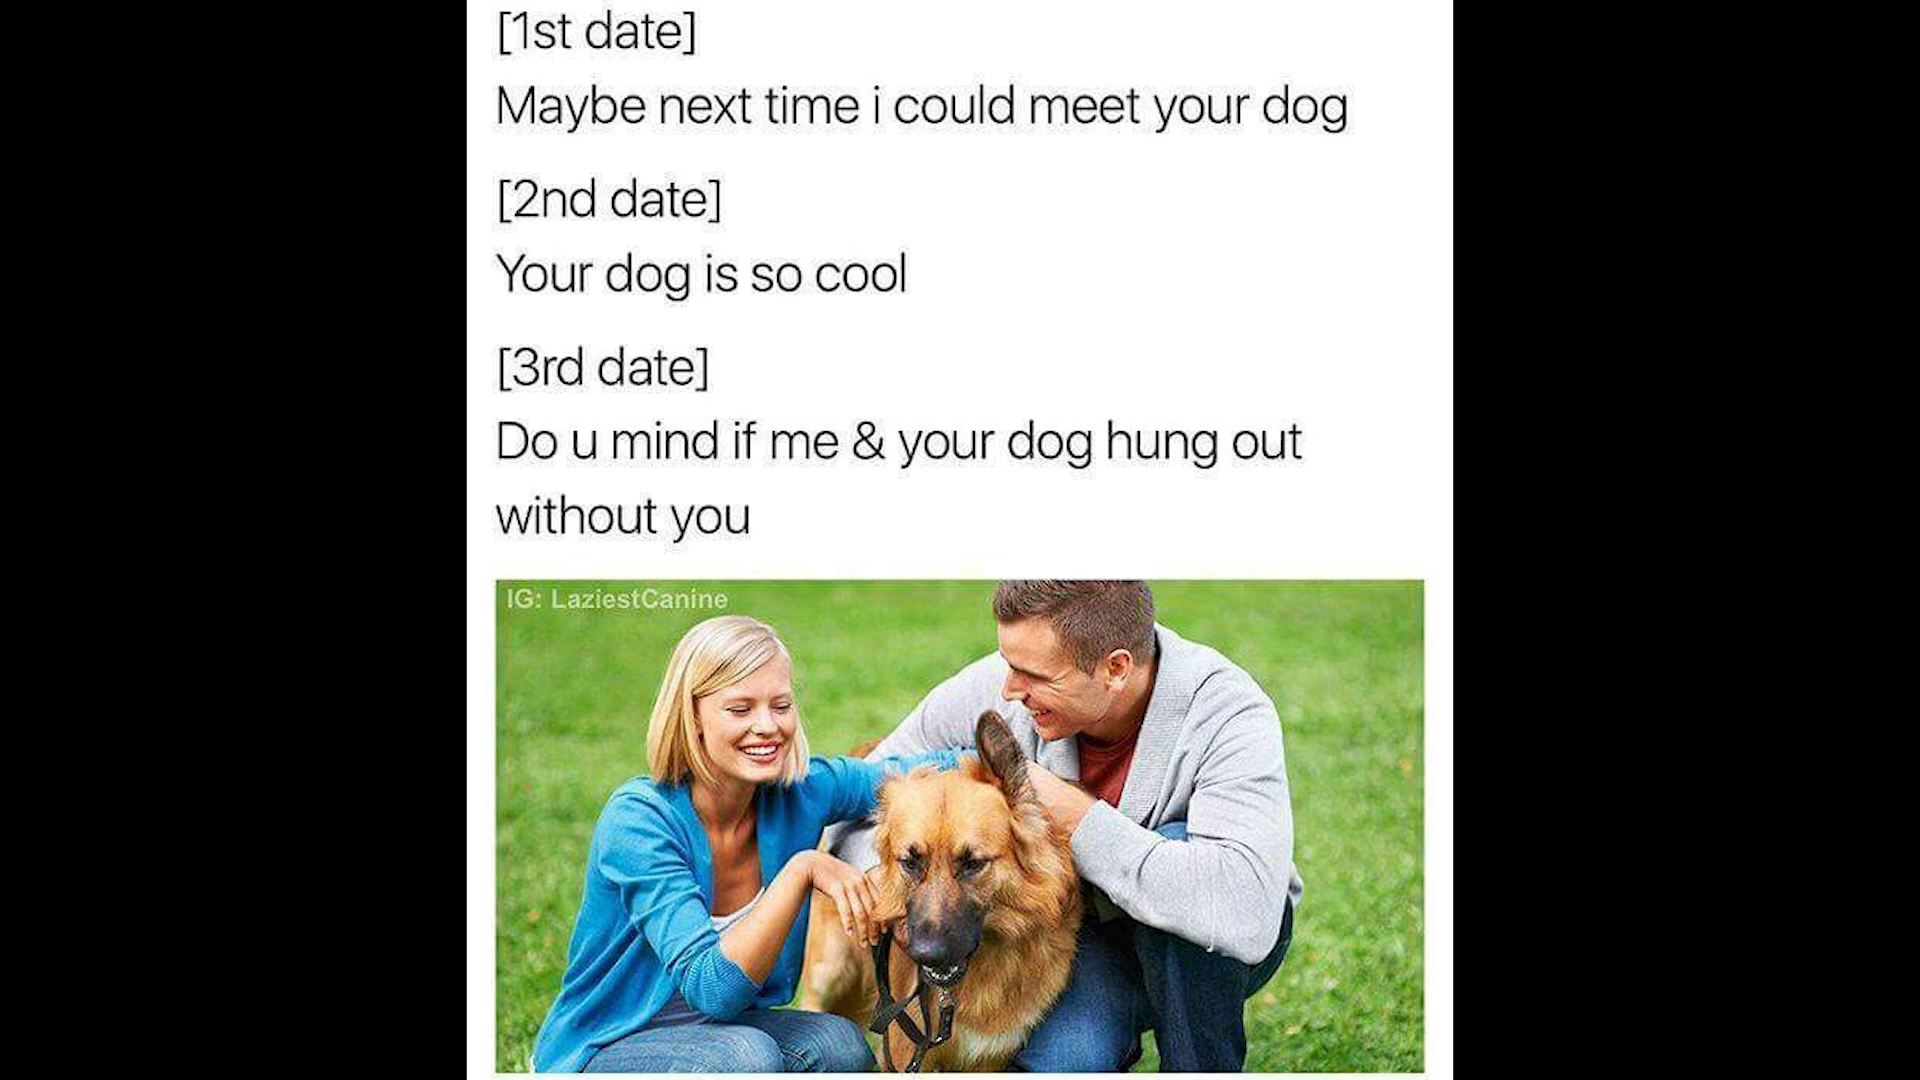 [1st date]
Maybe next time i could meet your dog
[2nd date]
Your dog is so cool
[3rd date]
Do u mind if me & your dog hung out
without you
IG: LaziestCanine